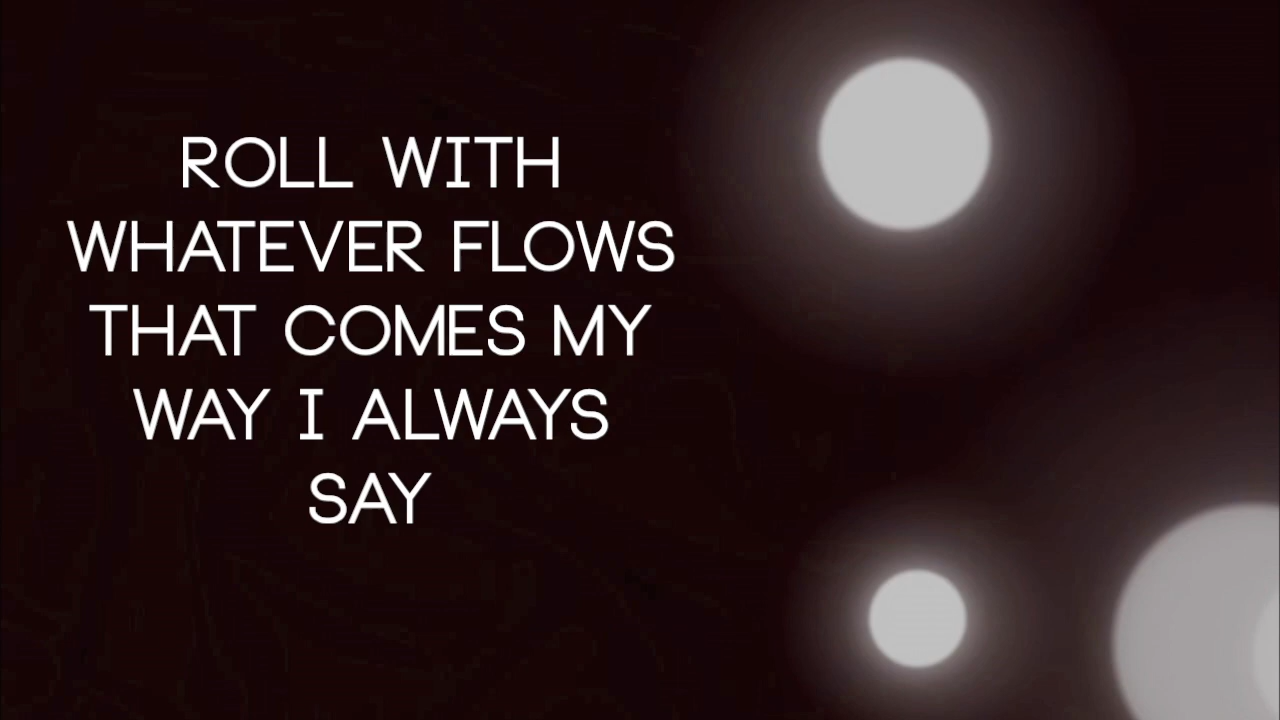 ROLL WITH
WHATEVER FLOWS
THAT COMES MY
WAY I ALWAYS
SAY